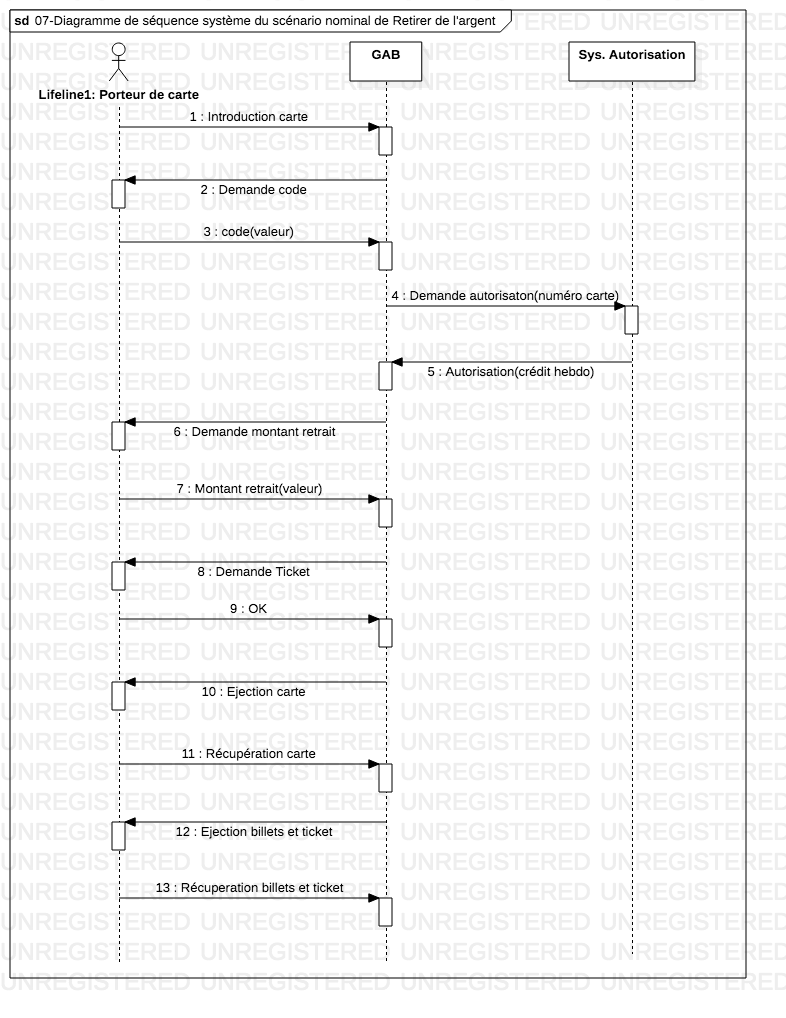 sd 07-Diagramme de séquence système du scénario nominal de Retirer de l'argent
GAB
Sys. Autorisation
Lifeline1: Porteur de carte
1 : Introduction carte
2 : Demande code
3 : code(valeur)
4 : Demande autorisaton(numéro carte)
5 : Autorisation(crédit hebdo)
6 : Demande montant retrait
7 : Montant retrait(valeur)
8 : Demande Ticket
9 : OK
10 : Ejection carte
11 : Récupération carte
12 : Ejection billets et ticket
13 : Récuperation billets et ticket
UNREGISTERED